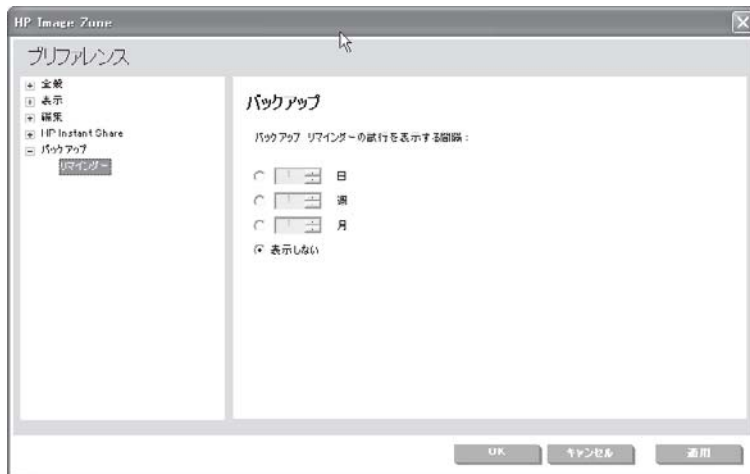 HP Image Zone
プリファレンス
全般
表示
編集
HP Instant Share
バックアップ
リマインダー
バックアップ
バックアップ リマインダーの試行を表示する間隔：
1 日
1 週
1 月
表示しない
OK
キャンセル
適用